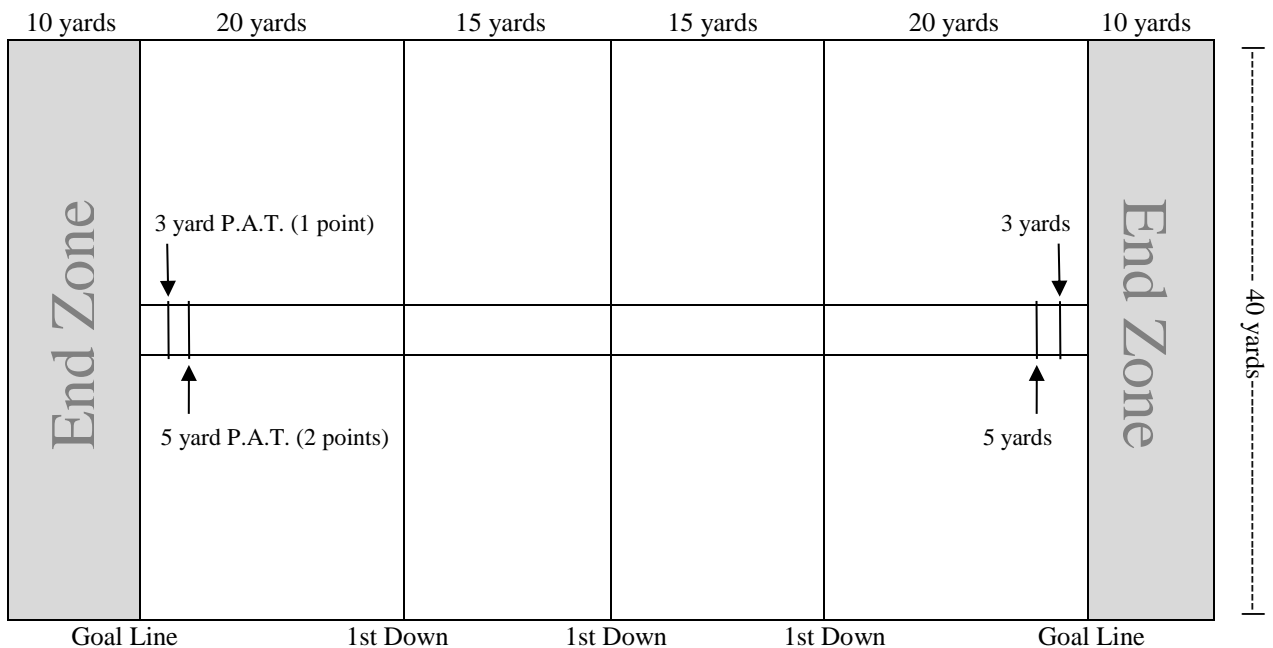 10 yards 20 yards 15 yards 15 yards 20 yards 10 yards
3 yard P.A.T. (1 point)
3 yards
End Zone
End Zone
40 yards
5 yard P.A.T. (2 points)
5 yards
Goal Line 1st Down 1st Down 1st Down Goal Line